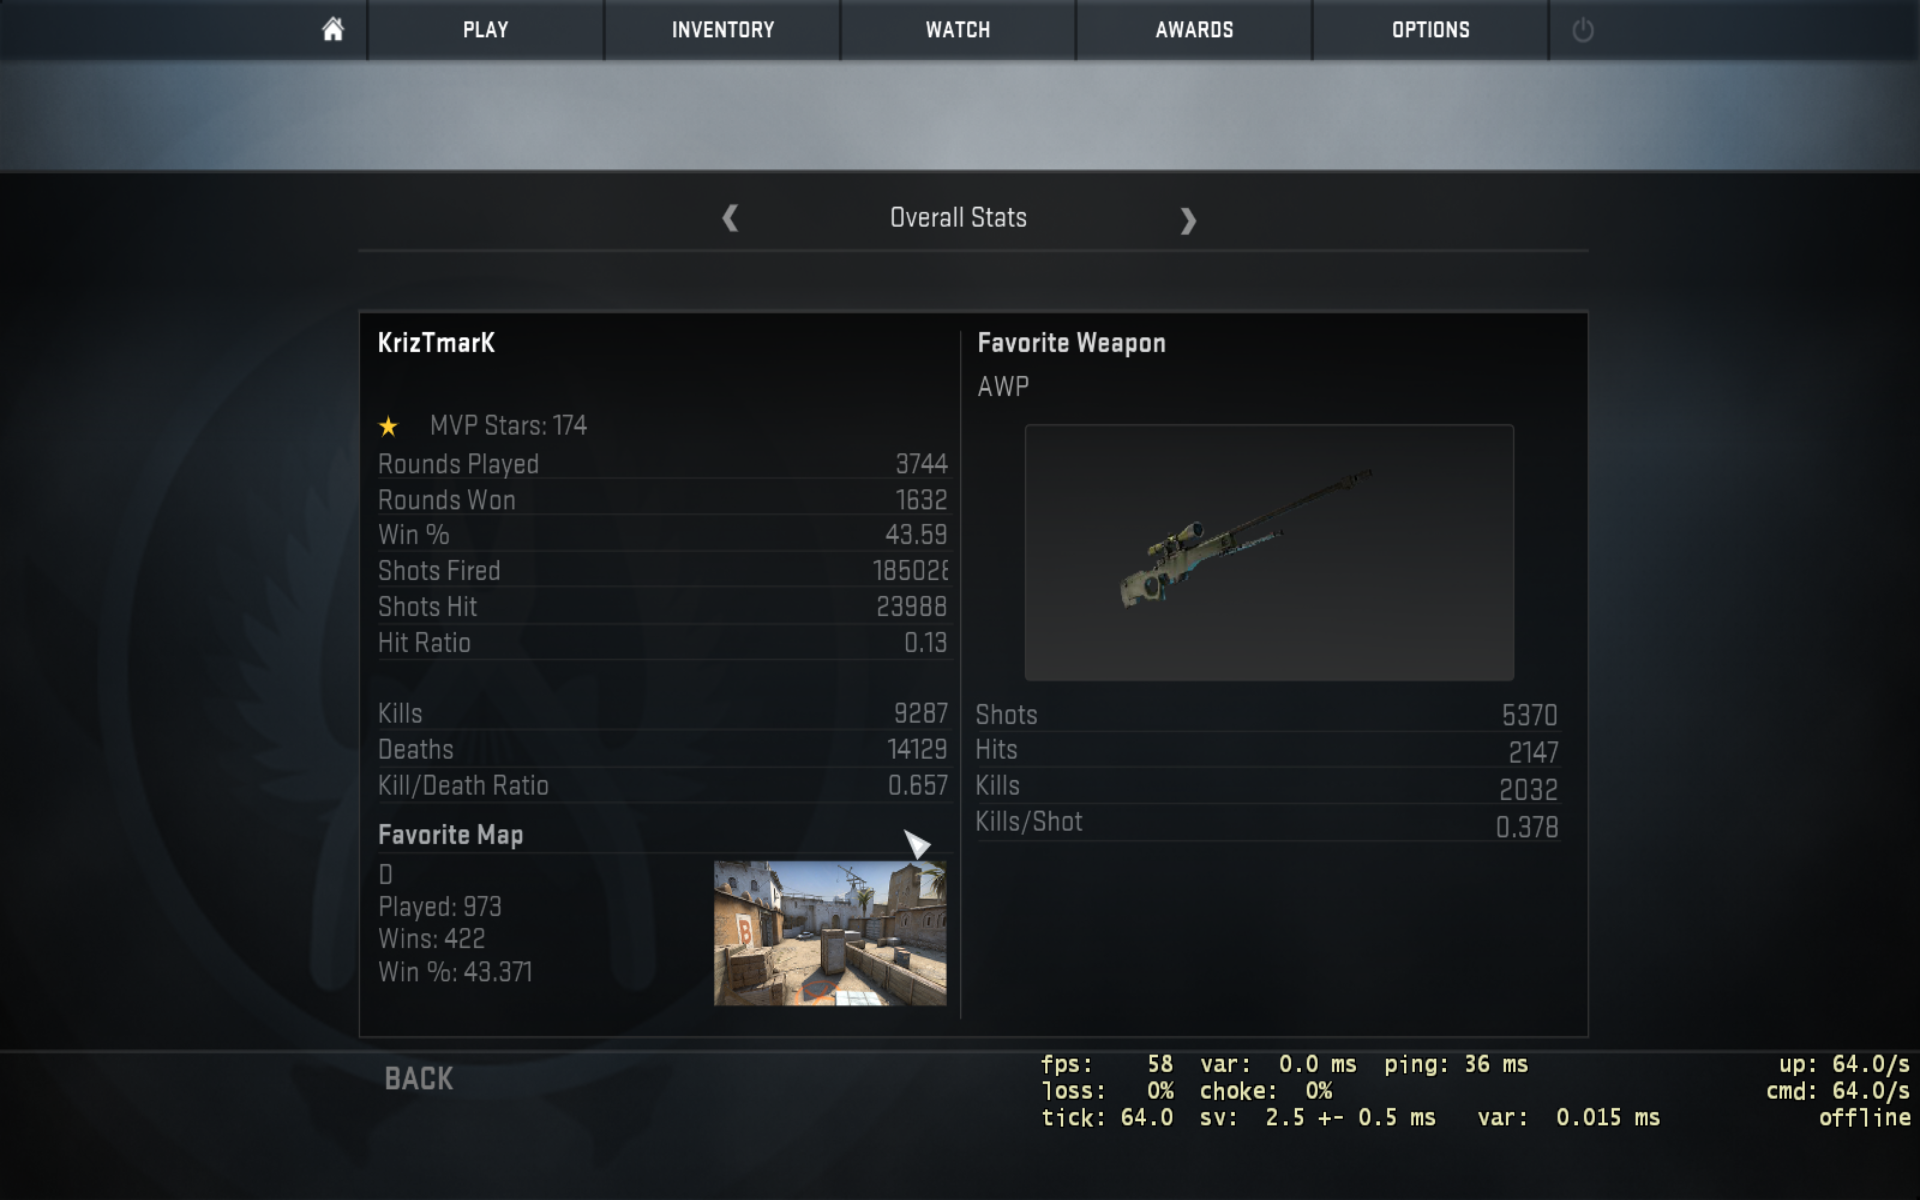 PLAY INVENTORY WATCH AWARDS OPTIONS
Overall Stats
KrizTmarK
MVP Stars: 174
Rounds Played 3744
Rounds Won 1632
Win % 43.59
Shots Fired 185028
Shots Hit 23988
Hit Ratio 0.13
Kills 9287
Deaths 14129
Kill/Death Ratio 0.657
Favorite Map
D
Played: 973
Wins: 422
Win %: 43.371
B
Favorite Weapon
AWP
Shots 5370
Hits 2147
Kills 2032
Kills/Shot 0.378
BACK
fps: 58 var: 0.0 ms ping: 36 ms up: 64.0/s
loss: 0% choke: 0% cmd: 64.0/s
tick: 64.0 sv: 2.5 +- 0.5 ms var: 0.015 ms offline